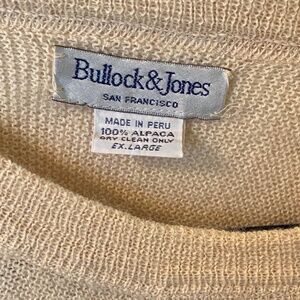 Bullock & Jones
SAN FRANCISCO
MADE IN PERU
100% ALPACA
DRY CLEAN ONLY
EX. LARGE